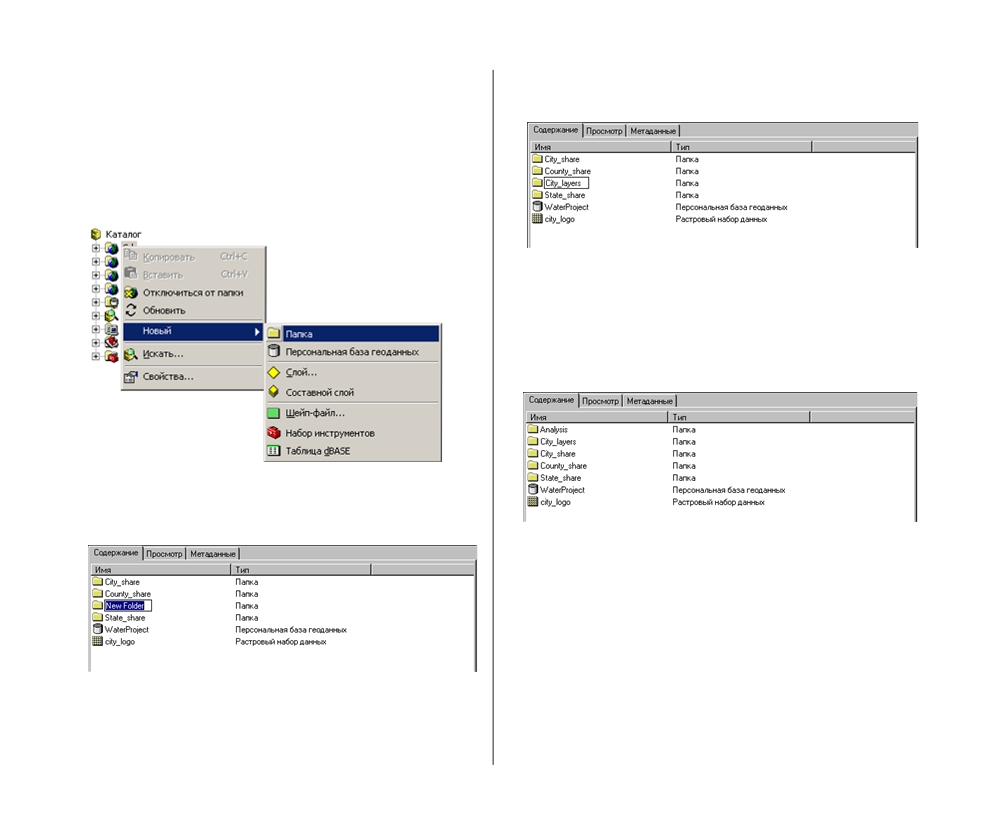 Каталог
Копировать Ctrl+C
Вставить Ctrl+V
Отключиться от папки
Обновить
Новый
Искать...
Свойства...
Папка
Персональная база геоданных
Слой...
Составной слой
Шейп-файл...
Набор инструментов
Таблица dBASE
Содержание Просмотр Метаданные
Имя Тип
City_share Папка
County_share Папка
New Folder Папка
State_share Папка
WaterProject Персональная база геоданных
city_logo Растровый набор данных
Содержание Просмотр Метаданные
Имя Тип
City_share Папка
County_share Папка
City_layers Папка
State_share Папка
WaterProject Персональная база геоданных
city_logo Растровый набор данных
Содержание Просмотр Метаданные
Имя Тип
Analysis Папка
City_layers Папка
City_share Папка
County_share Папка
State_share Папка
WaterProject Персональная база геоданных
city_logo Растровый набор данных